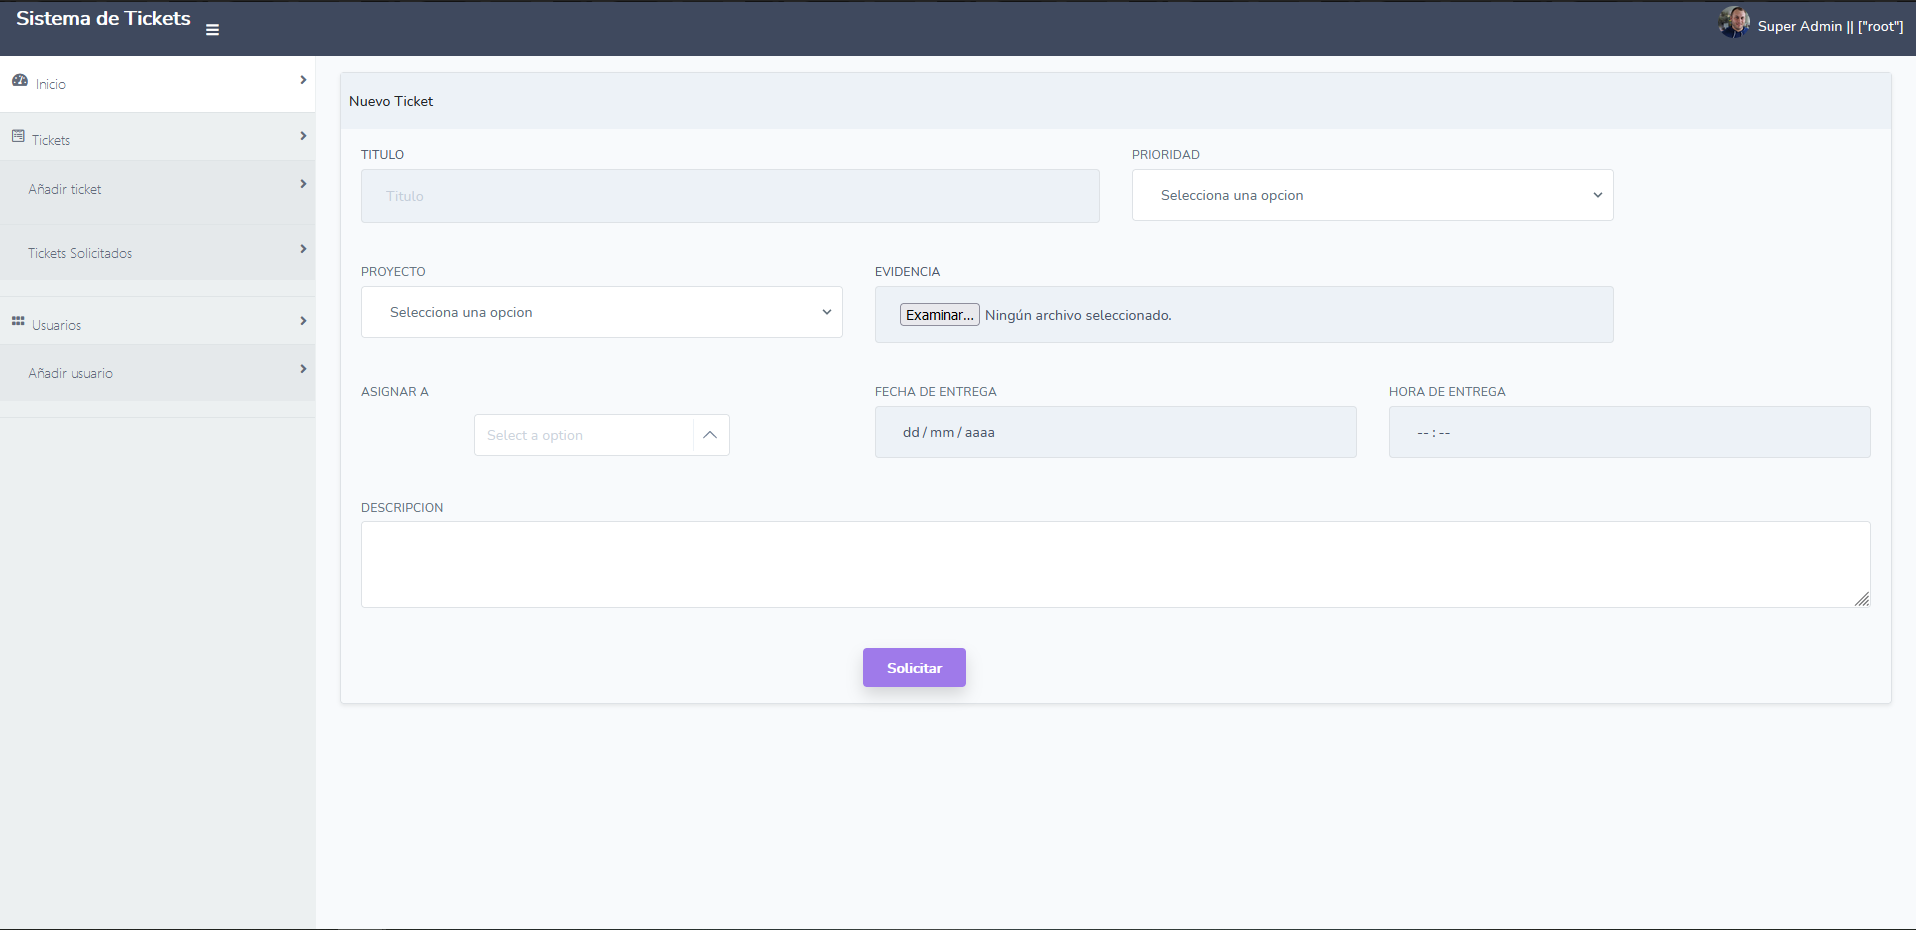 Sistema de Tickets
Super Admin || ["root"]
Inicio
Tickets
Añadir ticket
Tickets Solicitados
Usuarios
Añadir usuario
Nuevo Ticket
TITULO
PRIORIDAD
Titulo
Selecciona una opcion
PROYECTO
EVIDENCIA
Selecciona una opcion
Examinar... Ningún archivo seleccionado.
ASIGNAR A
FECHA DE ENTREGA
HORA DE ENTREGA
Select a option
dd / mm / aaaa
-- : --
DESCRIPCION
Solicitar